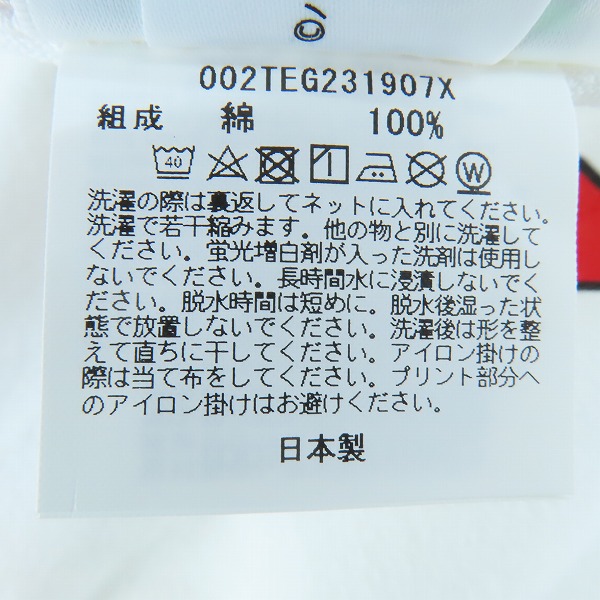 002TEG231907X
組成 綿 100%
40 W
洗濯の際は裏返してネットに入れてください。
洗濯で若干縮みます。他の物と別に洗濯して
ください。蛍光増白剤が入った洗剤は使用し
ないでください。長時間水に浸漬しないでく
ださい。脱水時間は短めに。脱水後湿った状
態で放置しないでください。洗濯後は形を整
えて直ちに干してください。アイロン掛けの
際は当て布をしてください。プリント部分へ
のアイロン掛けはお避けください。
日本製